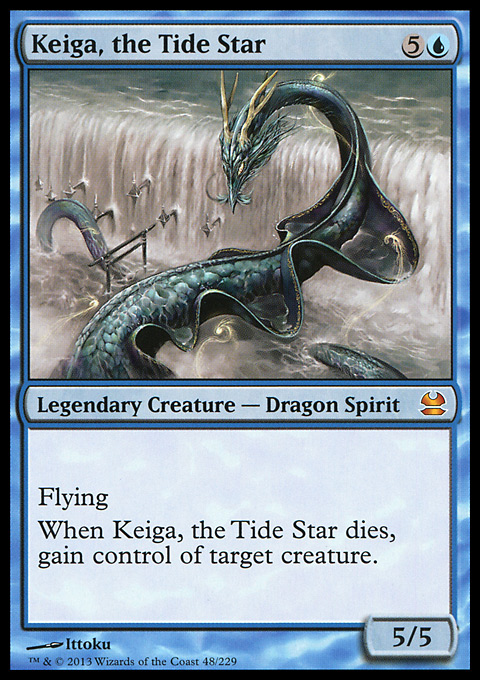 Keiga, the Tide Star 5
Legendary Creature — Dragon Spirit
Flying
When Keiga, the Tide Star dies,
gain control of target creature.
5/5
Ittoku
™ & © 2013 Wizards of the Coast 48/229